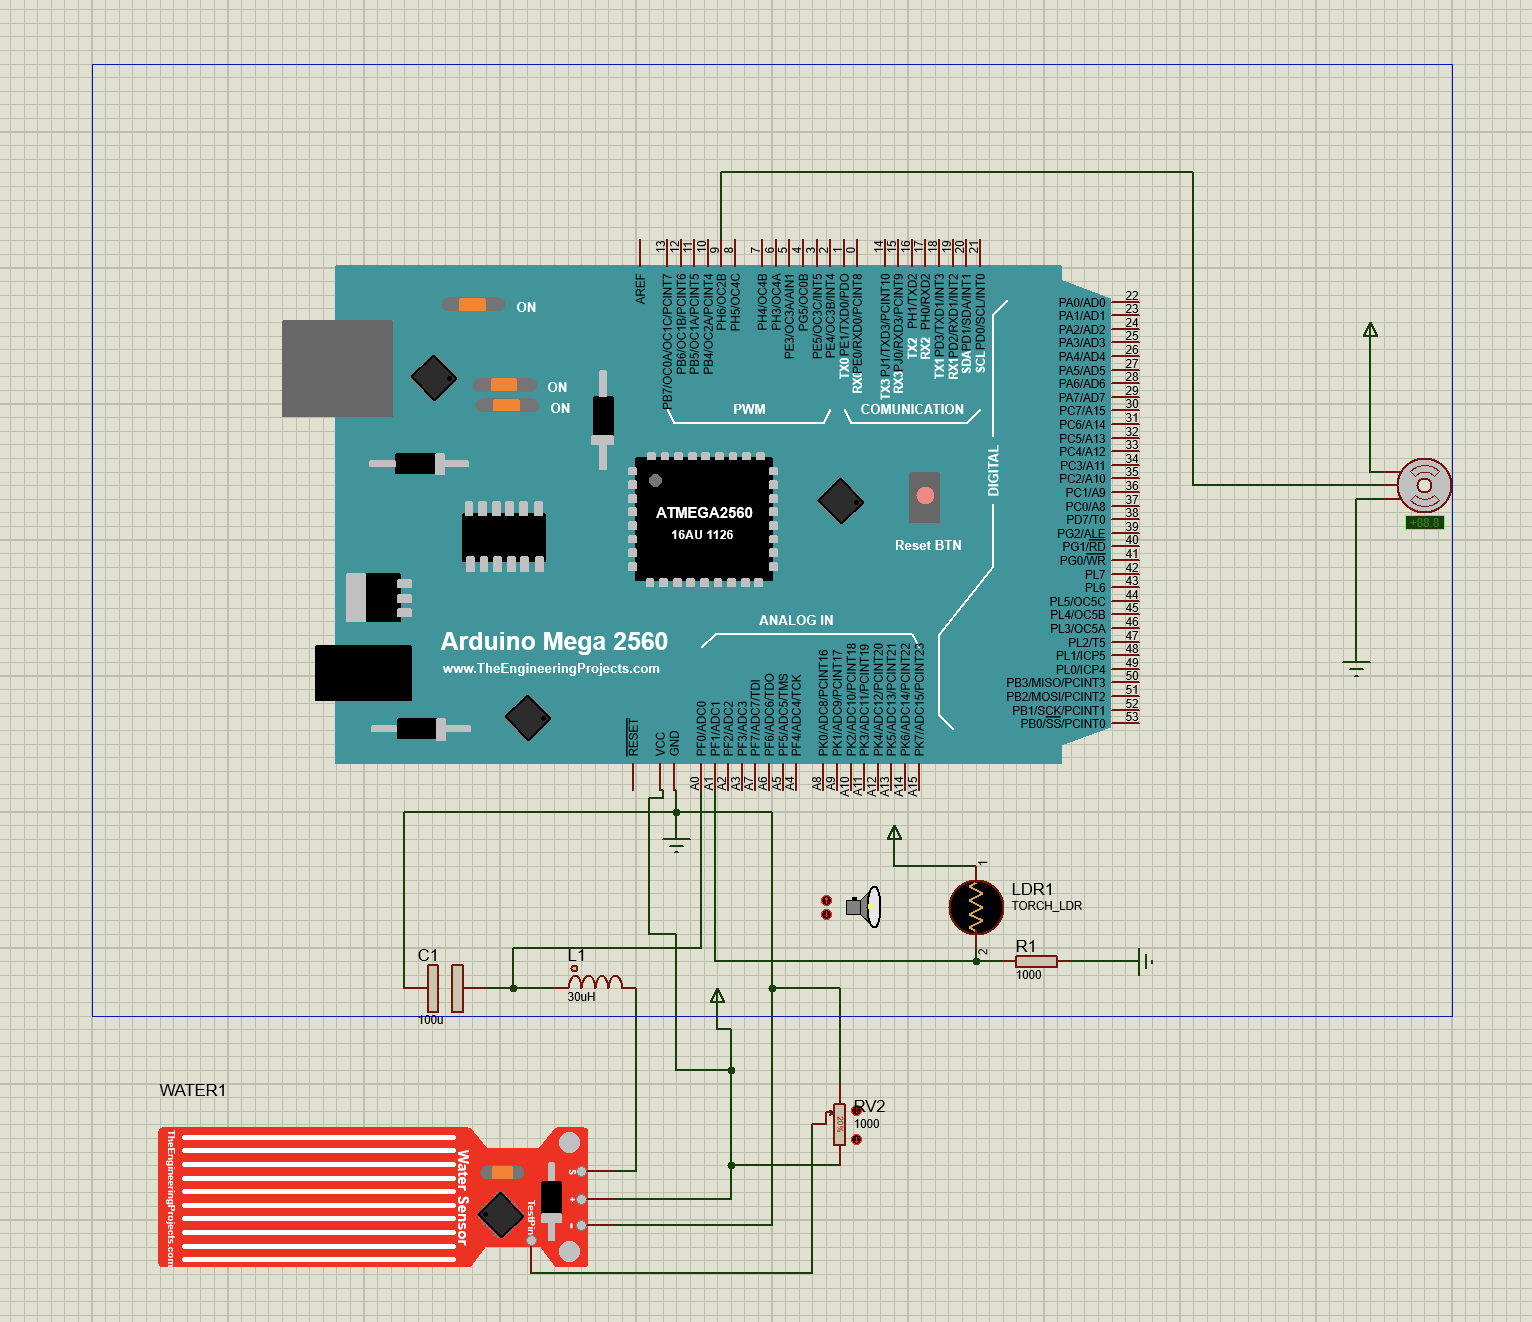 13
12
11
10
9
8
7
6
5
4
3
2
1
0
14
15
16
17
18
19
20
21
AREF
PB7/OC0A/OC1C/PCINT7
PB6/OC1B/PCINT6
PB5/OC1A/PCINT5
PB4/OC2A/PCINT4
PH6/OC2B
PH5/OC4C
PH4/OC4B
PH3/OC4A
PE3/OC3A/AIN1
PG5/OC0B
PE5/OC3C/INT5
PE4/OC3B/INT4
TX0 PE1/TXD0/PDO
RX0 PE0/RXD0/PCINT8
TX3 PJ1/TXD3/PCINT10
RX3 PJ0/RXD3/PCINT9
TX2 PH1/TXD2
RX2 PH0/RXD2
TX1 PD3/TXD1/INT3
RX1 PD2/RXD1/INT2
SDA PD1/SDA/INT1
SCL PD0/SCL/INT0
ON
ON
ON
PWM
COMUNICATION
DIGITAL
PA0/AD0 22
PA1/AD1 23
PA2/AD2 24
PA3/AD3 25
PA4/AD4 26
PA5/AD5 27
PA6/AD6 28
PA7/AD7 29
PC7/A15 30
PC6/A14 31
PC5/A13 32
PC4/A12 33
PC3/A11 34
PC2/A10 35
PC1/A9 36
PC0/A8 37
PD7/T0 38
PG2/ALE 39
PG1/RD 40
PG0/WR 41
PL7 42
PL6 43
PL5/OC5C 44
PL4/OC5B 45
PL3/OC5A 46
PL2/T5 47
PL1/ICP5 48
PL0/ICP4 49
PB3/MISO/PCINT3 50
PB2/MOSI/PCINT2 51
PB1/SCK/PCINT1 52
PB0/SS/PCINT0 53
+88.8
ATMEGA2560
16AU 1126
Reset BTN
ANALOG IN
Arduino Mega 2560
www.TheEngineeringProjects.com
RESET
VCC
GND
PF0/ADC0
PF1/ADC1
PF2/ADC2
PF3/ADC3
PF7/ADC7/TDI
PF6/ADC6/TDO
PF5/ADC5/TMS
PF4/ADC4/TCK
PK0/ADC8/PCINT16
PK1/ADC9/PCINT17
PK2/ADC10/PCINT18
PK3/ADC11/PCINT19
PK4/ADC12/PCINT20
PK5/ADC13/PCINT21
PK6/ADC14/PCINT22
PK7/ADC15/PCINT23
A0
A1
A2
A3
A7
A6
A5
A4
A8
A9
A10
A11
A12
A13
A14
A15
1
LDR1
TORCH_LDR
2
R1
1000
C1
100u
L1
30uH
WATER1
RV2
1000
20%
TheEngineeringProjects.com
Water Sensor
TestPin
S
+
-